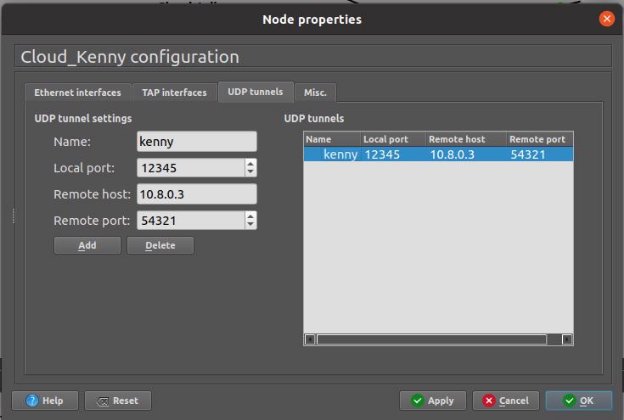 Node properties
Cloud_Kenny configuration
Ethernet interfaces TAP interfaces UDP tunnels Misc.
UDP tunnel settings
Name: kenny
Local port: 12345
Remote host: 10.8.0.3
Remote port: 54321
Add Delete
UDP tunnels
Name Local port Remote host Remote port
kenny 12345 10.8.0.3 54321
Help Reset Apply Cancel OK